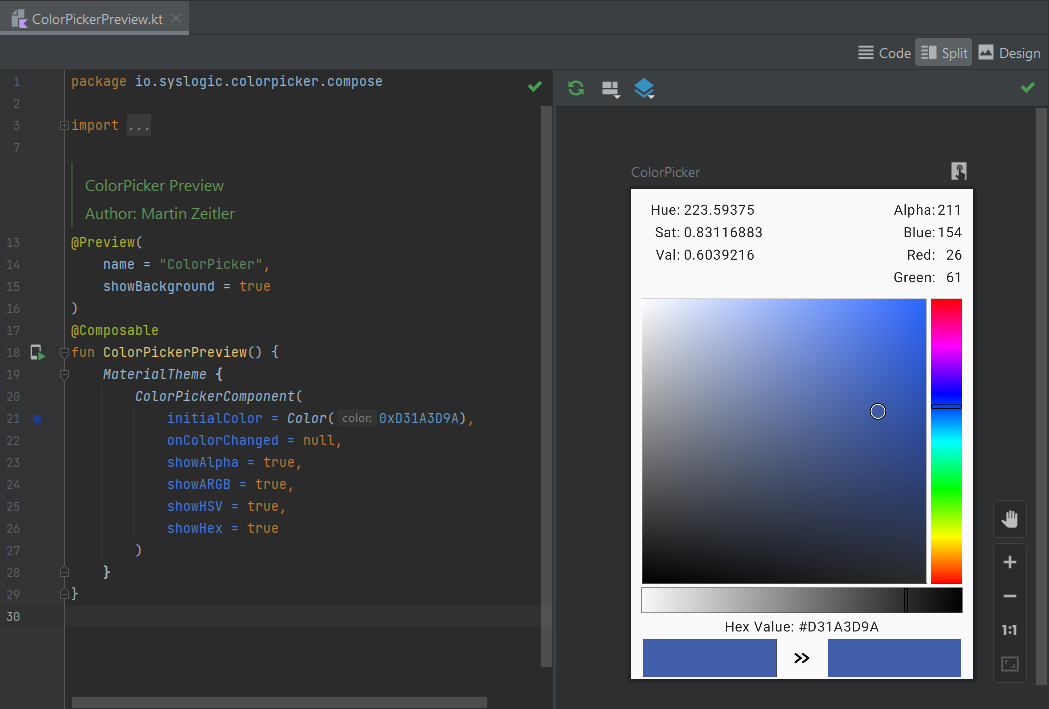 ColorPickerPreview.kt
Code Split Design
1 package io.syslogic.colorpicker.compose
2
3 import ...
7
ColorPicker Preview
Author: Martin Zeitler
13 @Preview(
14 name = "ColorPicker",
15 showBackground = true
16 )
17 @Composable
18 fun ColorPickerPreview() {
19 MaterialTheme {
20 ColorPickerComponent(
21 initialColor = Color( color: 0xD31A3D9A),
22 onColorChanged = null,
23 showAlpha = true,
24 showARGB = true,
25 showHSV = true,
26 showHex = true
27 )
28 }
29 }
30
ColorPicker
Hue: 223.59375 Alpha: 211
Sat: 0.83116883 Blue: 154
Val: 0.6039216 Red: 26
Green: 61
Hex Value: #D31A3D9A
>>
1:1